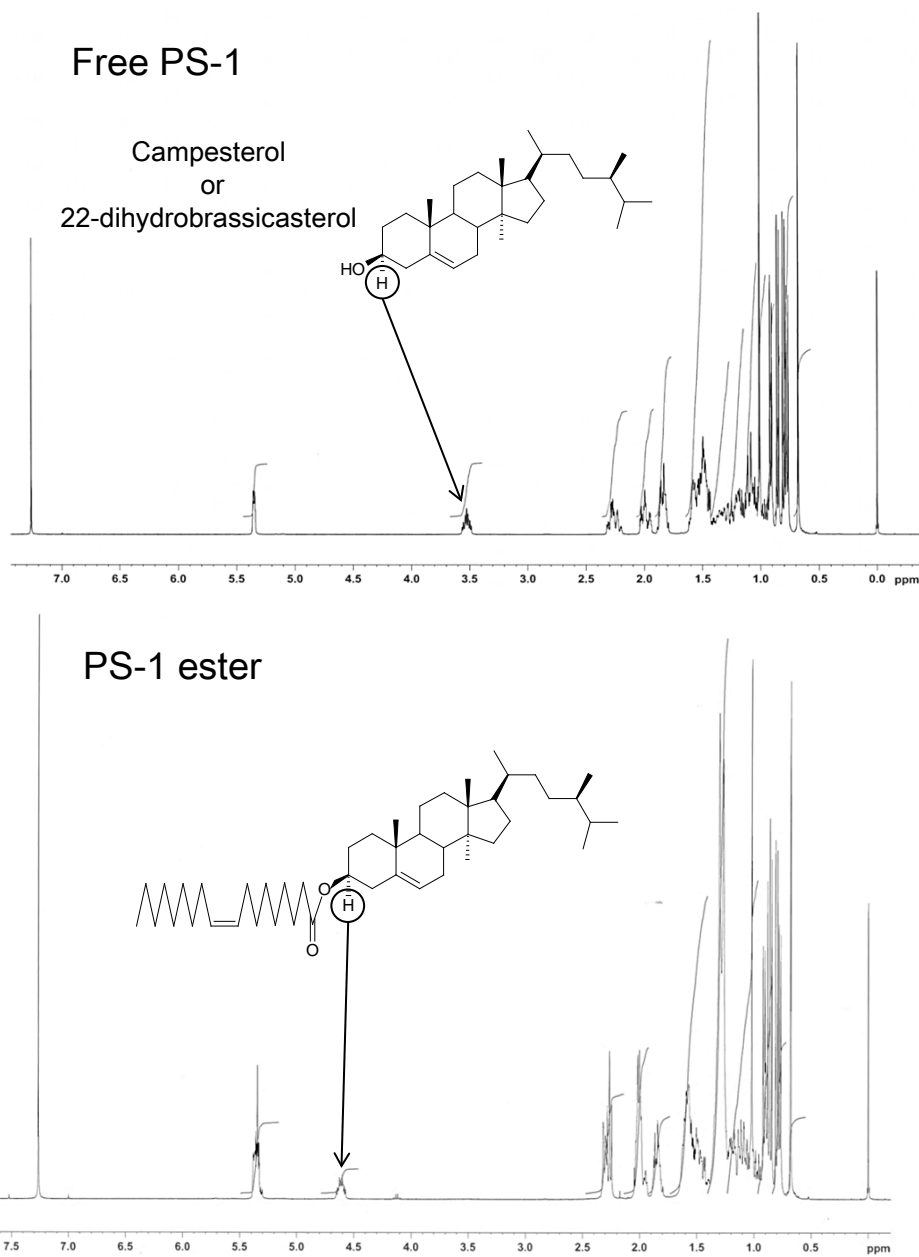 Free PS-1
Campesterol
or
22-dihydrobrassicasterol
HO
H
7.0 6.5 6.0 5.5 5.0 4.5 4.0 3.5 3.0 2.5 2.0 1.5 1.0 0.5 0.0 ppm
PS-1 ester
O
H
O
7.5 7.0 6.5 6.0 5.5 5.0 4.5 4.0 3.5 3.0 2.5 2.0 1.5 1.0 0.5 ppm